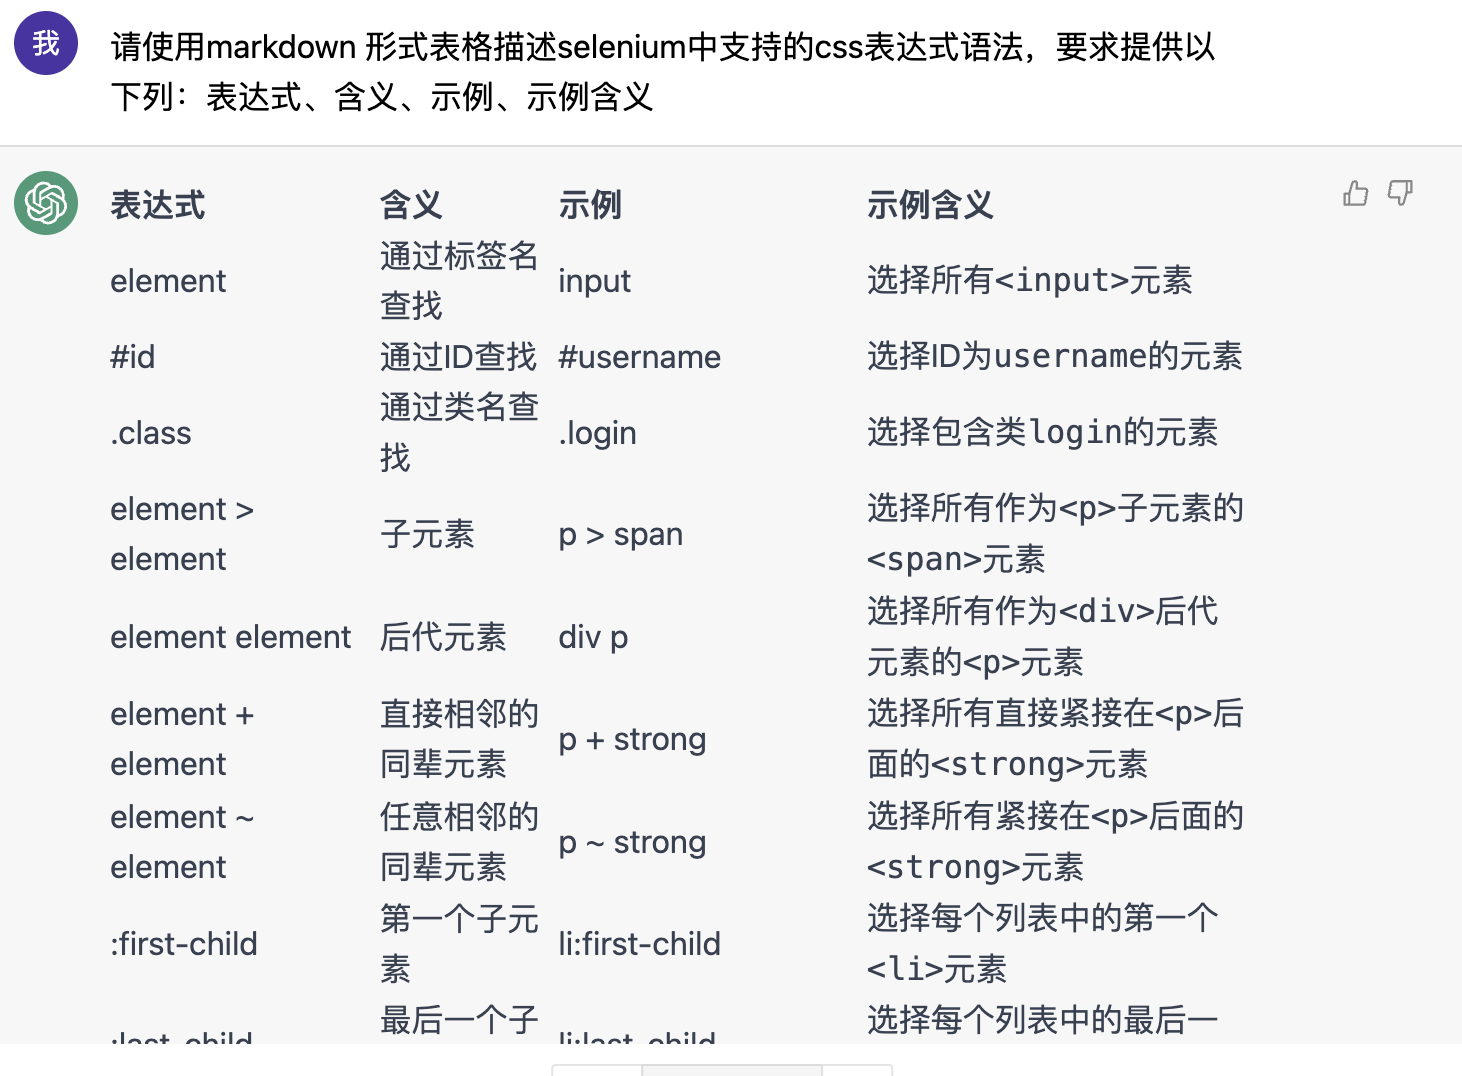 我
请使用markdown 形式表格描述selenium中支持的css表达式语法，要求提供以
下列：表达式、含义、示例、示例含义
表达式 含义 示例 示例含义
element 通过标签名 input 选择所有<input>元素
查找
#id 通过ID查找 #username 选择ID为username的元素
.class 通过类名查 .login 选择包含类login的元素
找
element > 子元素 p > span 选择所有作为<p>子元素的
element <span>元素
element element 后代元素 div p 选择所有作为<div>后代
元素的<p>元素
element + 直接相邻的 p + strong 选择所有直接紧接在<p>后
element 同辈元素 面的<strong>元素
element ~ 任意相邻的 p ~ strong 选择所有紧接在<p>后面的
element 同辈元素 <strong>元素
:first-child 第一个子元 li:first-child 选择每个列表中的第一个
素 <li>元素
:last-child 最后一个子 li:last-child 选择每个列表中的最后一